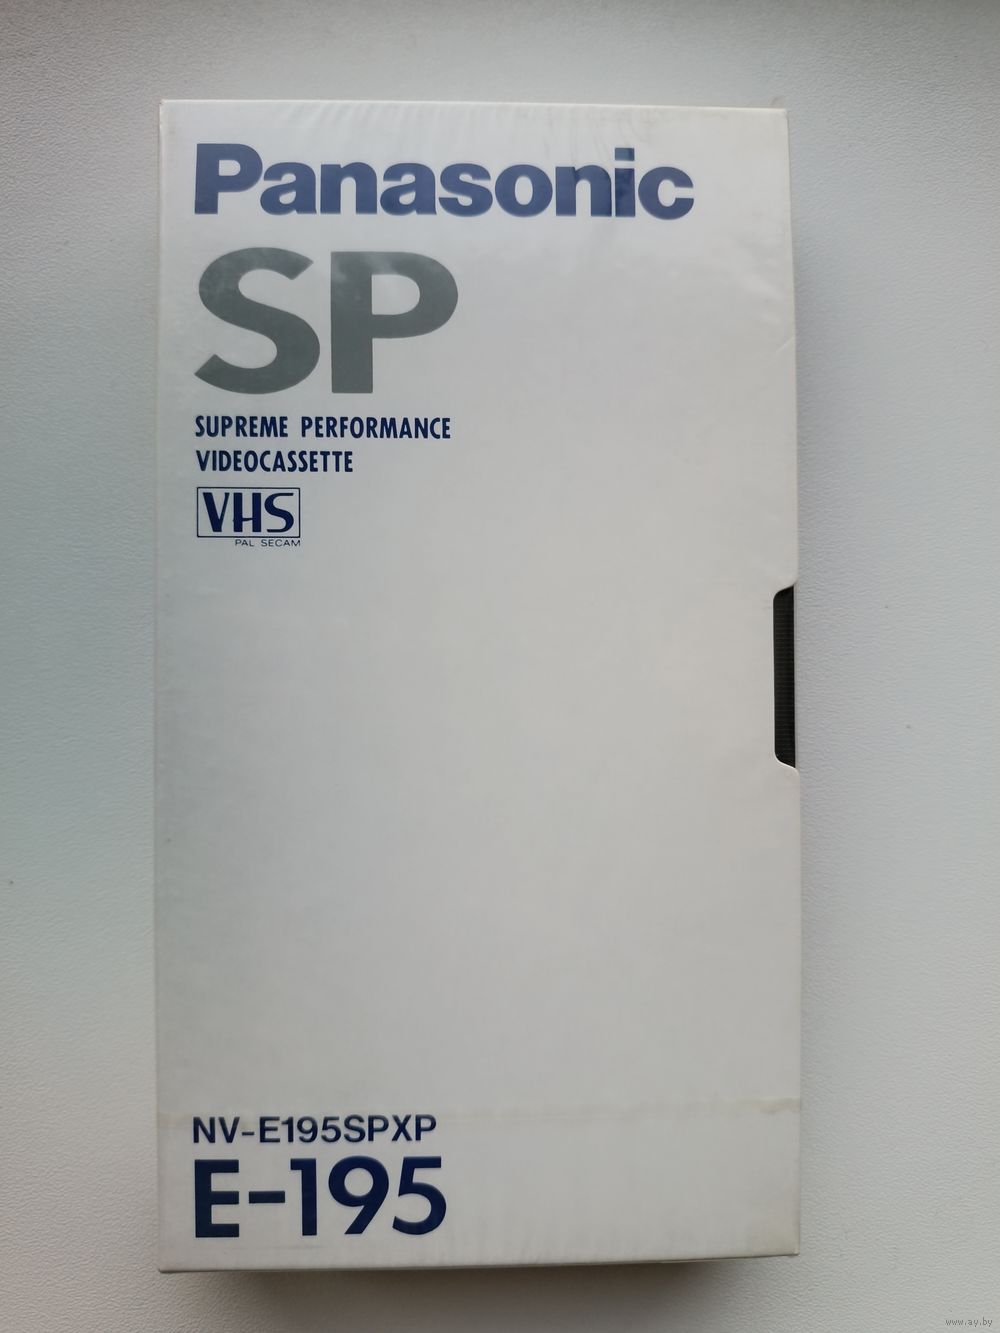 Panasonic
SP
SUPREME PERFORMANCE
VIDEOCASSETTE
VHS
PAL SECAM
NV-E195SPXP
E-195
www.ay.by